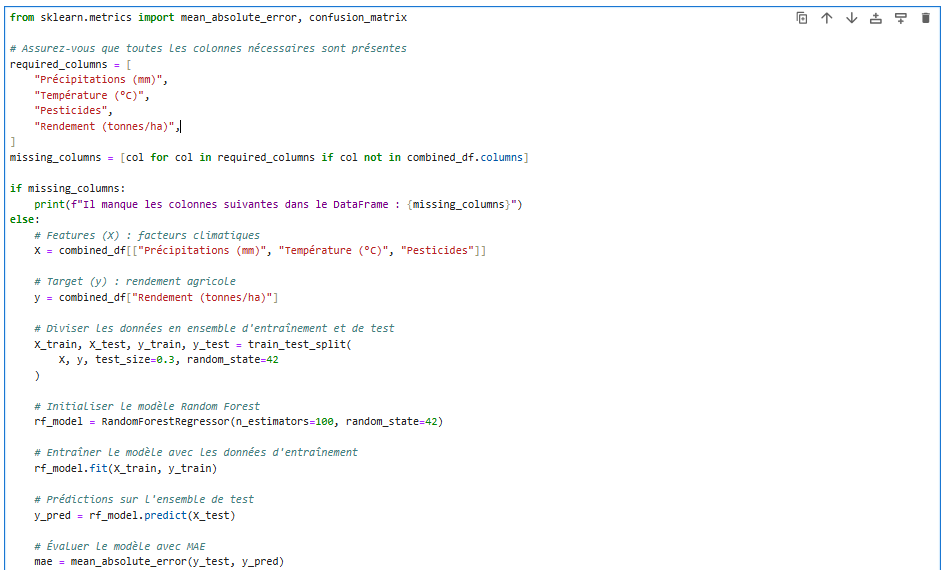 from sklearn.metrics import mean_absolute_error, confusion_matrix
# Assurez-vous que toutes les colonnes nécessaires sont présentes
required_columns = [
    "Précipitations (mm)",
    "Température (°C)",
    "Pesticides",
    "Rendement (tonnes/ha)",
]
missing_columns = [col for col in required_columns if col not in combined_df.columns]
if missing_columns:
    print(f"Il manque les colonnes suivantes dans le DataFrame : {missing_columns}")
else:
    # Features (X) : facteurs climatiques
    X = combined_df[["Précipitations (mm)", "Température (°C)", "Pesticides"]]
    # Target (y) : rendement agricole
    y = combined_df["Rendement (tonnes/ha)"]
    # Diviser les données en ensemble d'entraînement et de test
    X_train, X_test, y_train, y_test = train_test_split(
        X, y, test_size=0.3, random_state=42
    )
    # Initialiser le modèle Random Forest
    rf_model = RandomForestRegressor(n_estimators=100, random_state=42)
    # Entraîner le modèle avec les données d'entraînement
    rf_model.fit(X_train, y_train)
    # Prédictions sur l'ensemble de test
    y_pred = rf_model.predict(X_test)
    # Évaluer le modèle avec MAE
    mae = mean_absolute_error(y_test, y_pred)